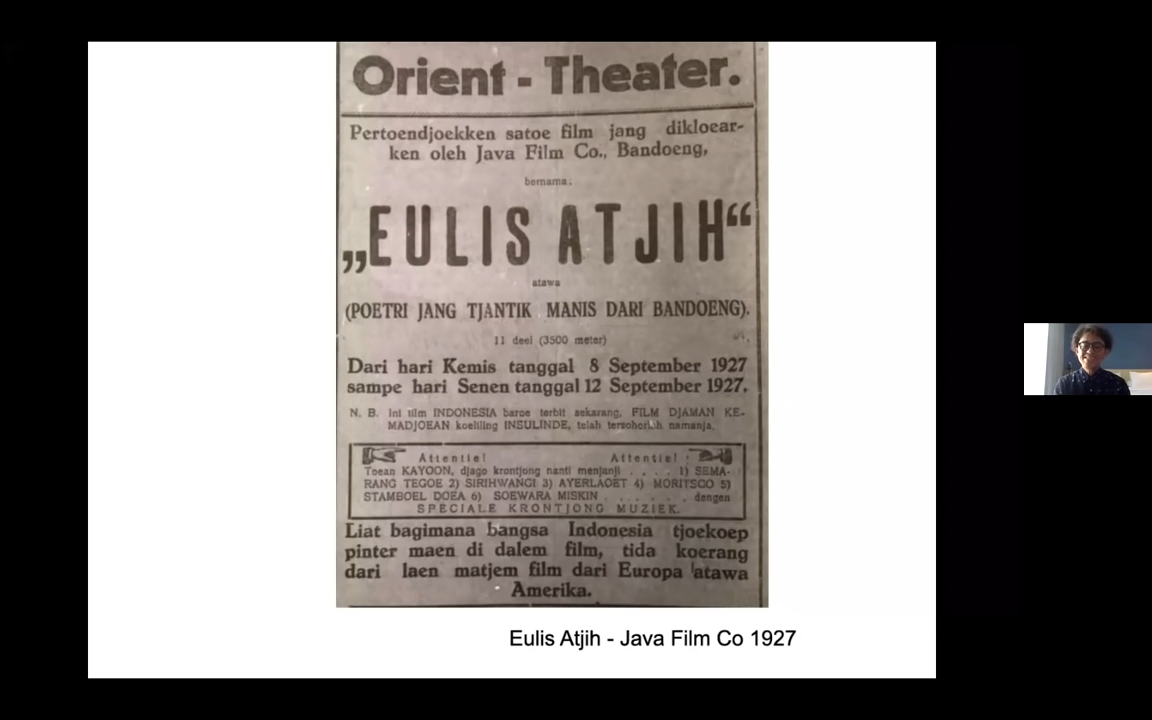 Orient - Theater.
Pertoendjoekken satoe film jang dikloear-
ken oleh Java Film Co., Bandoeng,
bernama:
„EULIS ATJIH“
atawa
(POETRI JANG TJANTIK MANIS DARI BANDOENG).
11 deel (3500 meter)
Dari hari Kemis tanggal 8 September 1927
sampe hari Senen tanggal 12 September 1927.
N. B. Ini film INDONESIA baroe terbit sekarang, FILM DJAMAN KE-
MADJOEAN koeliling INSULINDE, telah tersohorlah namanja.
Attentie! Attentie!
Toean KAYOON, djago krontjong nanti menjanji . . . . 1) SEMA-
RANG TEGOE 2) SIRIHWANGI 3) AYERLAOET 4) MORITSCO 5)
STAMBOEL DOEA 6) SOEWARA MISKIN . . . . . . dengen
SPECIALE KRONTJONG MUZIEK.
Liat bagimana bangsa Indonesia tjoekoep
pinter maen di dalem film, tida koerang
dari laen matjem film dari Europa atawa
Amerika.
Eulis Atjih - Java Film Co 1927